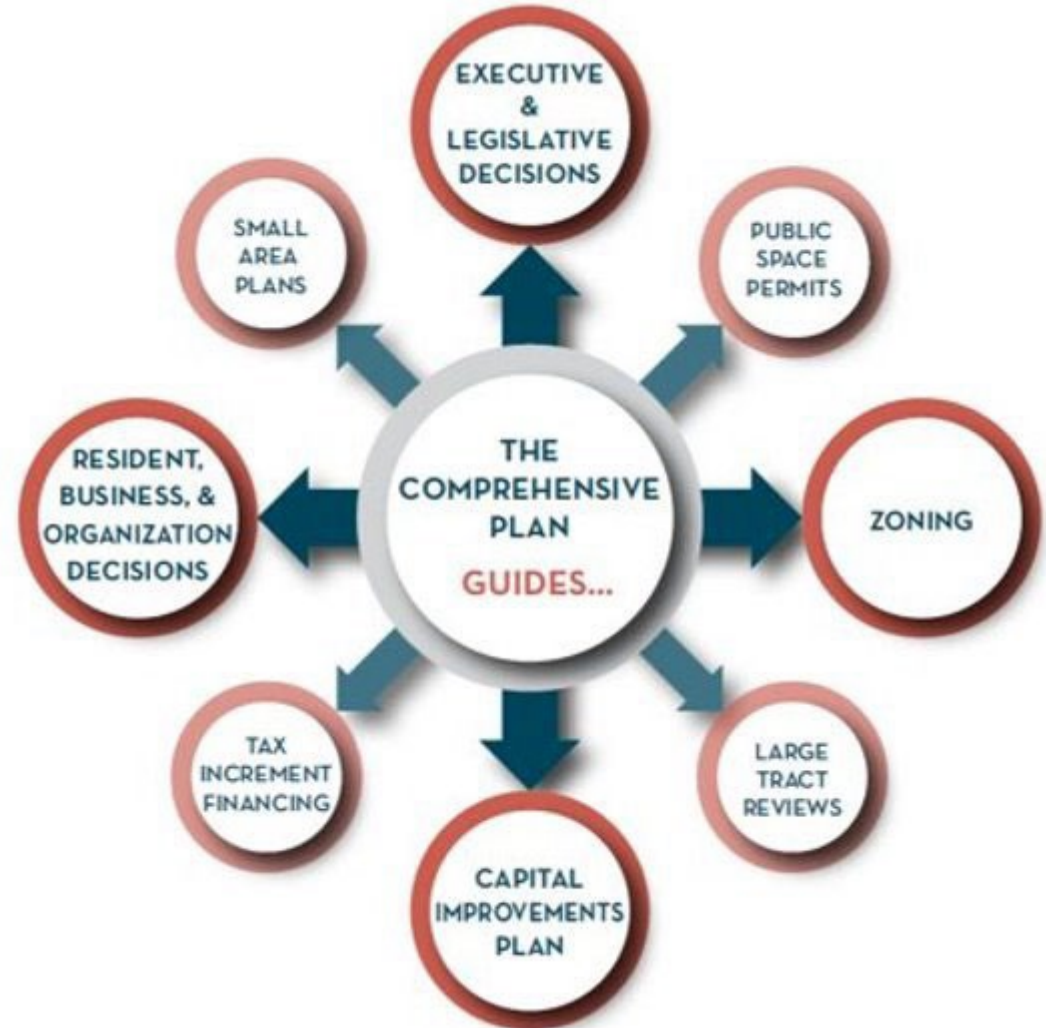 EXECUTIVE
&
LEGISLATIVE
DECISIONS
SMALL
AREA
PLANS
PUBLIC
SPACE
PERMITS
RESIDENT,
BUSINESS, &
ORGANIZATION
DECISIONS
THE
COMPREHENSIVE
PLAN
GUIDES...
ZONING
TAX
INCREMENT
FINANCING
LARGE
TRACT
REVIEWS
CAPITAL
IMPROVEMENTS
PLAN